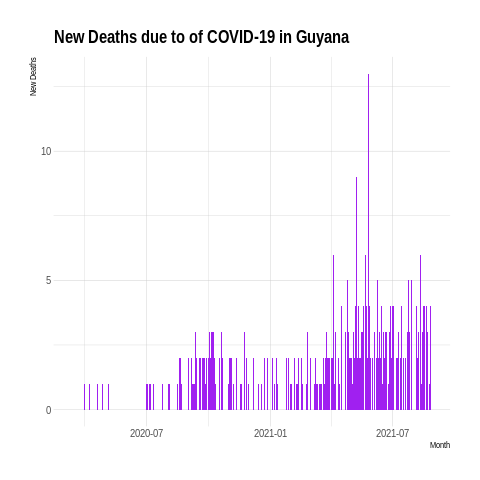 New Deaths due to of COVID-19 in Guyana
New Deaths
10
5
0
2020-07
2021-01
2021-07
Month